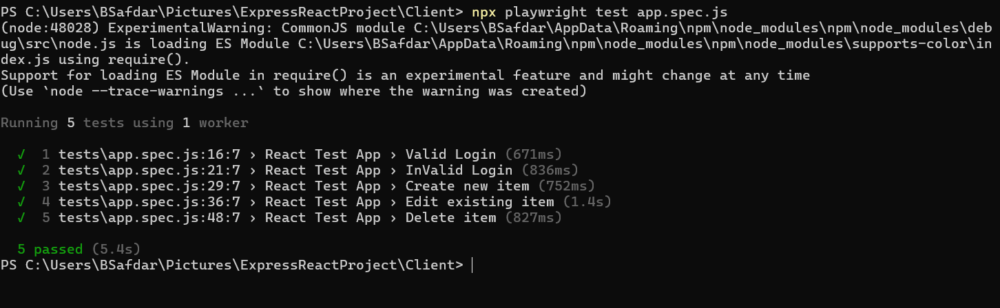 PS C:\Users\BSafdar\Pictures\ExpressReactProject\Client> npx playwright test app.spec.js
(node:48028) ExperimentalWarning: CommonJS module C:\Users\BSafdar\AppData\Roaming\npm\node_modules\npm\node_modules\deb
ug\src\node.js is loading ES Module C:\Users\BSafdar\AppData\Roaming\npm\node_modules\npm\node_modules\supports-color\in
dex.js using require().
Support for loading ES Module in require() is an experimental feature and might change at any time
(Use `node --trace-warnings ...` to show where the warning was created)
Running 5 tests using 1 worker
✓ 1 tests\app.spec.js:16:7 › React Test App › Valid Login (671ms)
✓ 2 tests\app.spec.js:21:7 › React Test App › InValid Login (836ms)
✓ 3 tests\app.spec.js:29:7 › React Test App › Create new item (752ms)
✓ 4 tests\app.spec.js:36:7 › React Test App › Edit existing item (1.4s)
✓ 5 tests\app.spec.js:48:7 › React Test App › Delete item (827ms)
5 passed (5.4s)
PS C:\Users\BSafdar\Pictures\ExpressReactProject\Client>